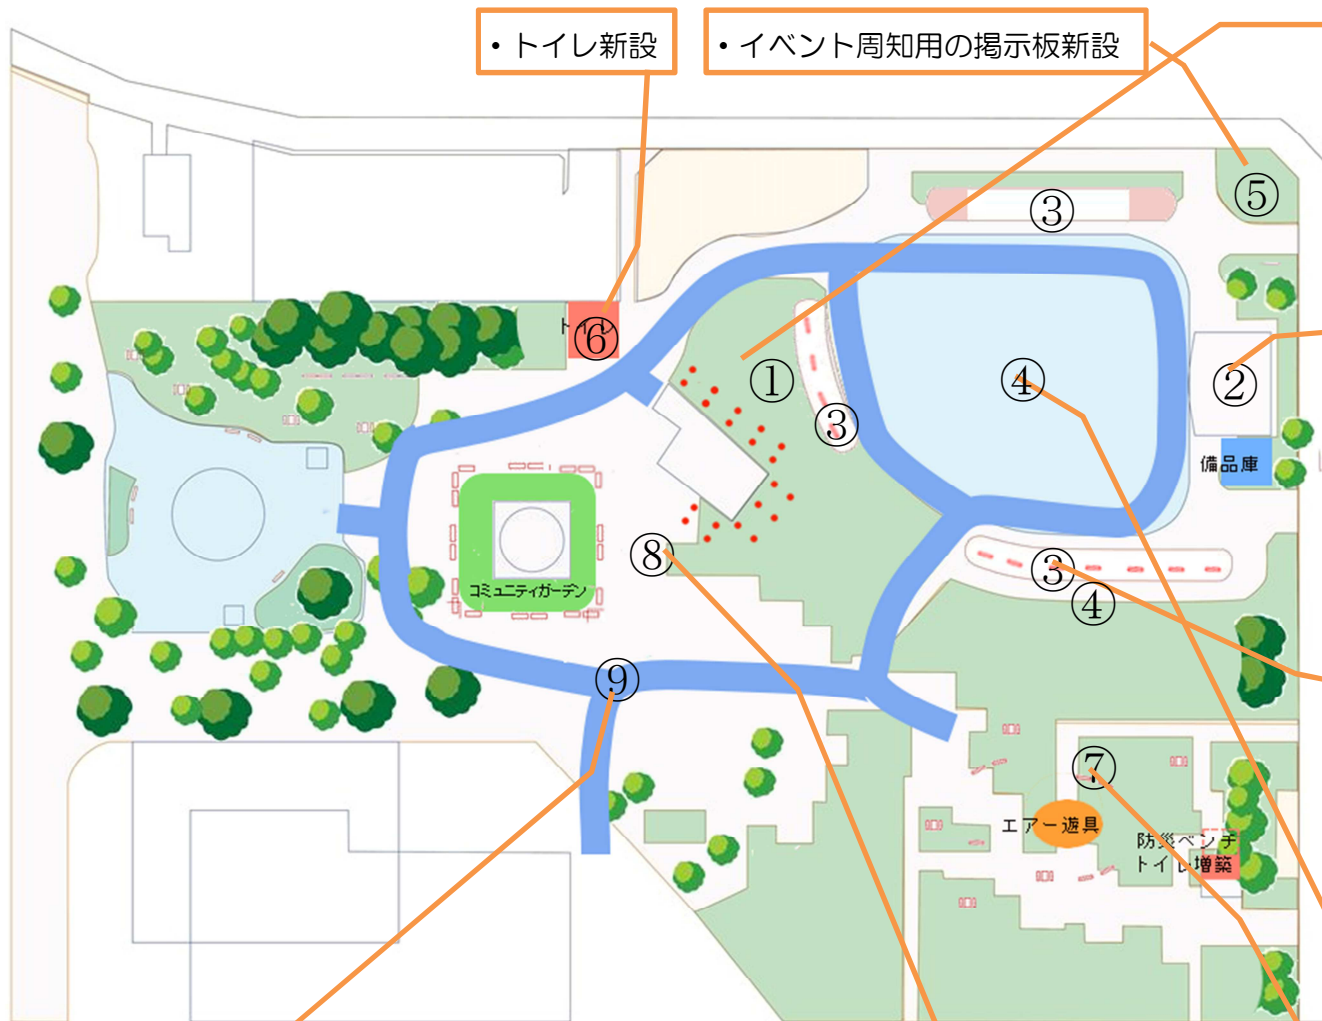 ・トイレ新設
・イベント周知用の掲示板新設
⑤
③
トイレ
⑥
①
④
②
③
備品庫
コミュニティガーデン
⑧
③
④
⑨
⑦
エアー遊具
防災ベンチ
トイレ増築